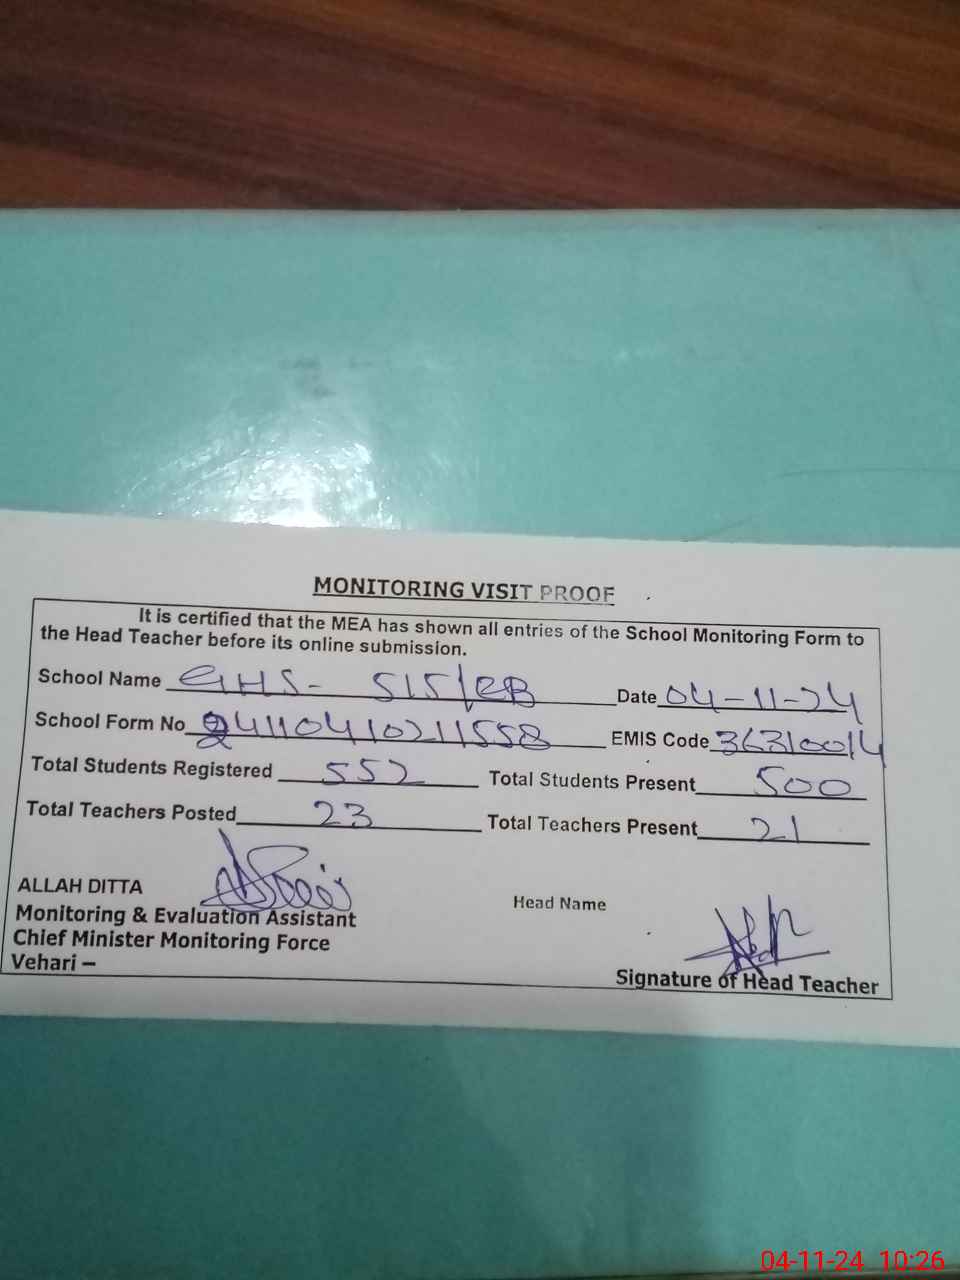 MONITORING VISIT PROOF
It is certified that the MEA has shown all entries of the School Monitoring Form to
the Head Teacher before its online submission.
School Name GHS- 515/EB Date 04-11-24
School Form No 24110410211558 EMIS Code 36310014
Total Students Registered 552 Total Students Present 500
Total Teachers Posted 23 Total Teachers Present 21
ALLAH DITTA
Monitoring & Evaluation Assistant Head Name
Chief Minister Monitoring Force
Vehari – Signature of Head Teacher
04-11-24 10:26